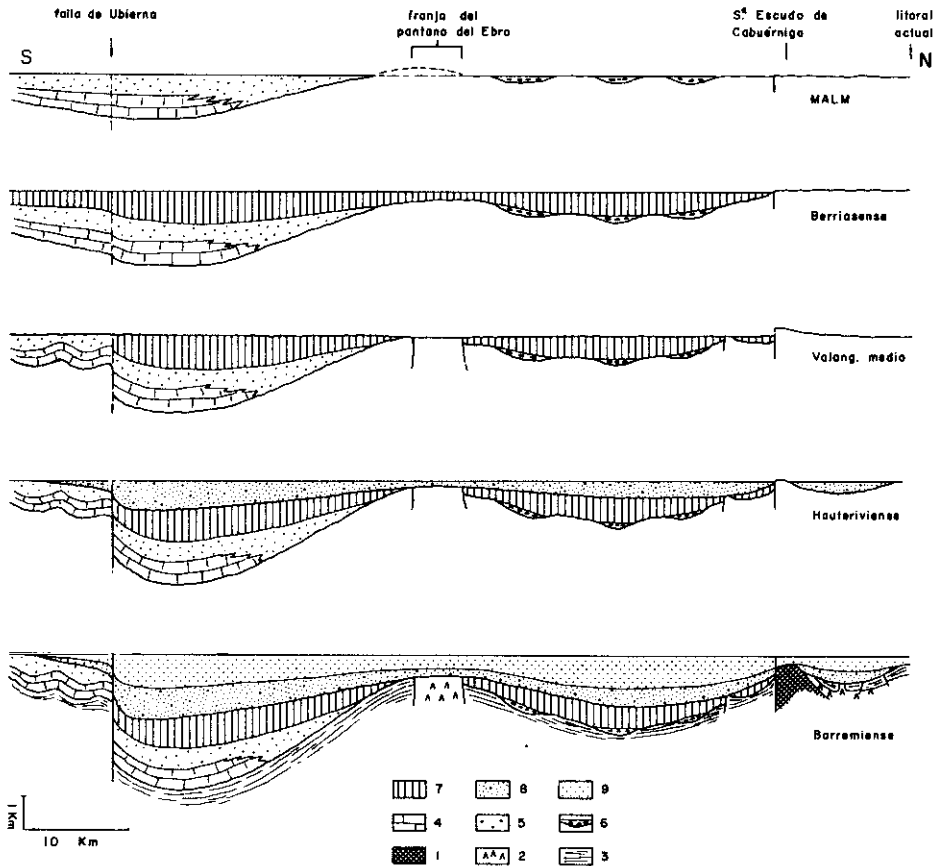 falla de Ubierna
franja del
pantano del Ebro
S.ª Escudo de
Cabuérniga
litoral
actual
S
N
MALM
Berriasense
Valang. medio
Hauteriviense
Barremiense
1 Km
10 Km
7 8 9
4 5 6
1 2 3